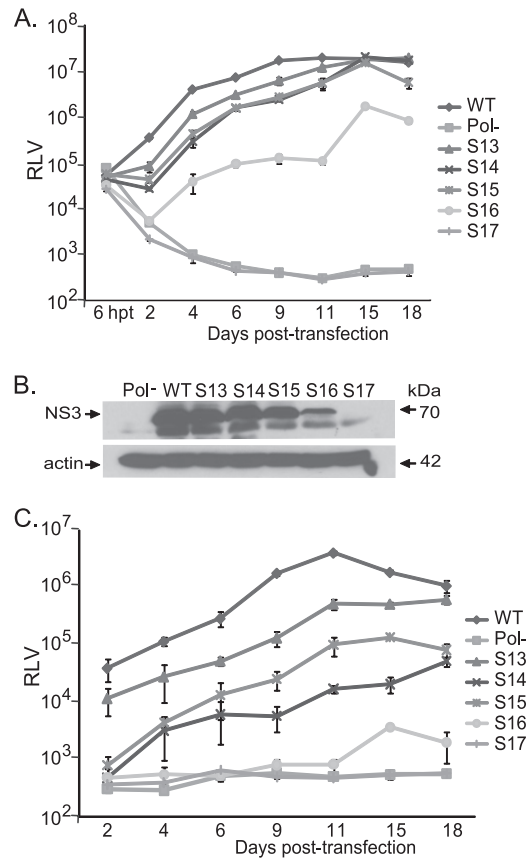 A.
10^8
10^7
10^6
10^5
10^4
10^3
10^2
RLV
6 hpt 2 4 6 9 11 15 18
Days post-transfection
WT
Pol-
S13
S14
S15
S16
S17
B.
Pol- WT S13 S14 S15 S16 S17 kDa
NS3 70
actin 42
C.
10^7
10^6
10^5
10^4
10^3
10^2
RLV
2 4 6 9 11 15 18
Days post-transfection
WT
Pol-
S13
S14
S15
S16
S17